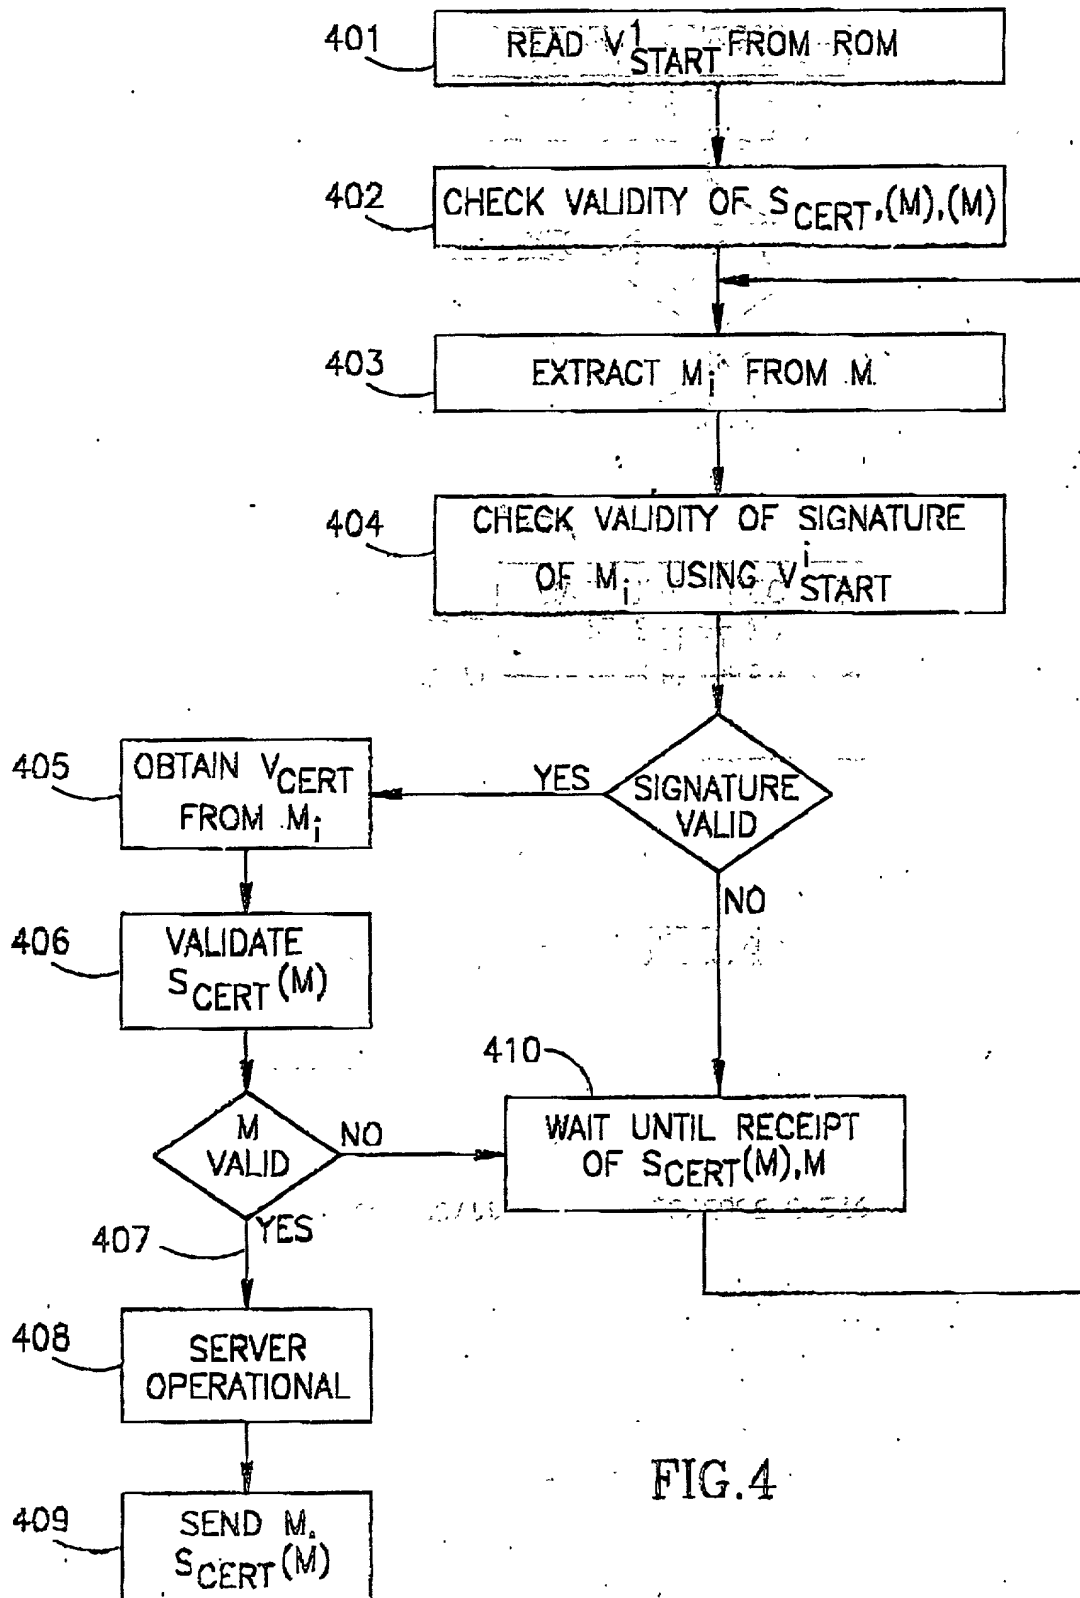 401
READ V¹START FROM ROM
402
CHECK VALIDITY OF SCERT,(M),(M)
403
EXTRACT Mi FROM M.
404
CHECK VALIDITY OF SIGNATURE
OF Mi USING VⁱSTART
SIGNATURE
VALID
YES
NO
405
OBTAIN VCERT
FROM Mi
406
VALIDATE
SCERT(M)
M
VALID
NO
YES
407
410
WAIT UNTIL RECEIPT
OF SCERT(M),M
408
SERVER
OPERATIONAL
409
SEND M,
SCERT(M)
FIG.4